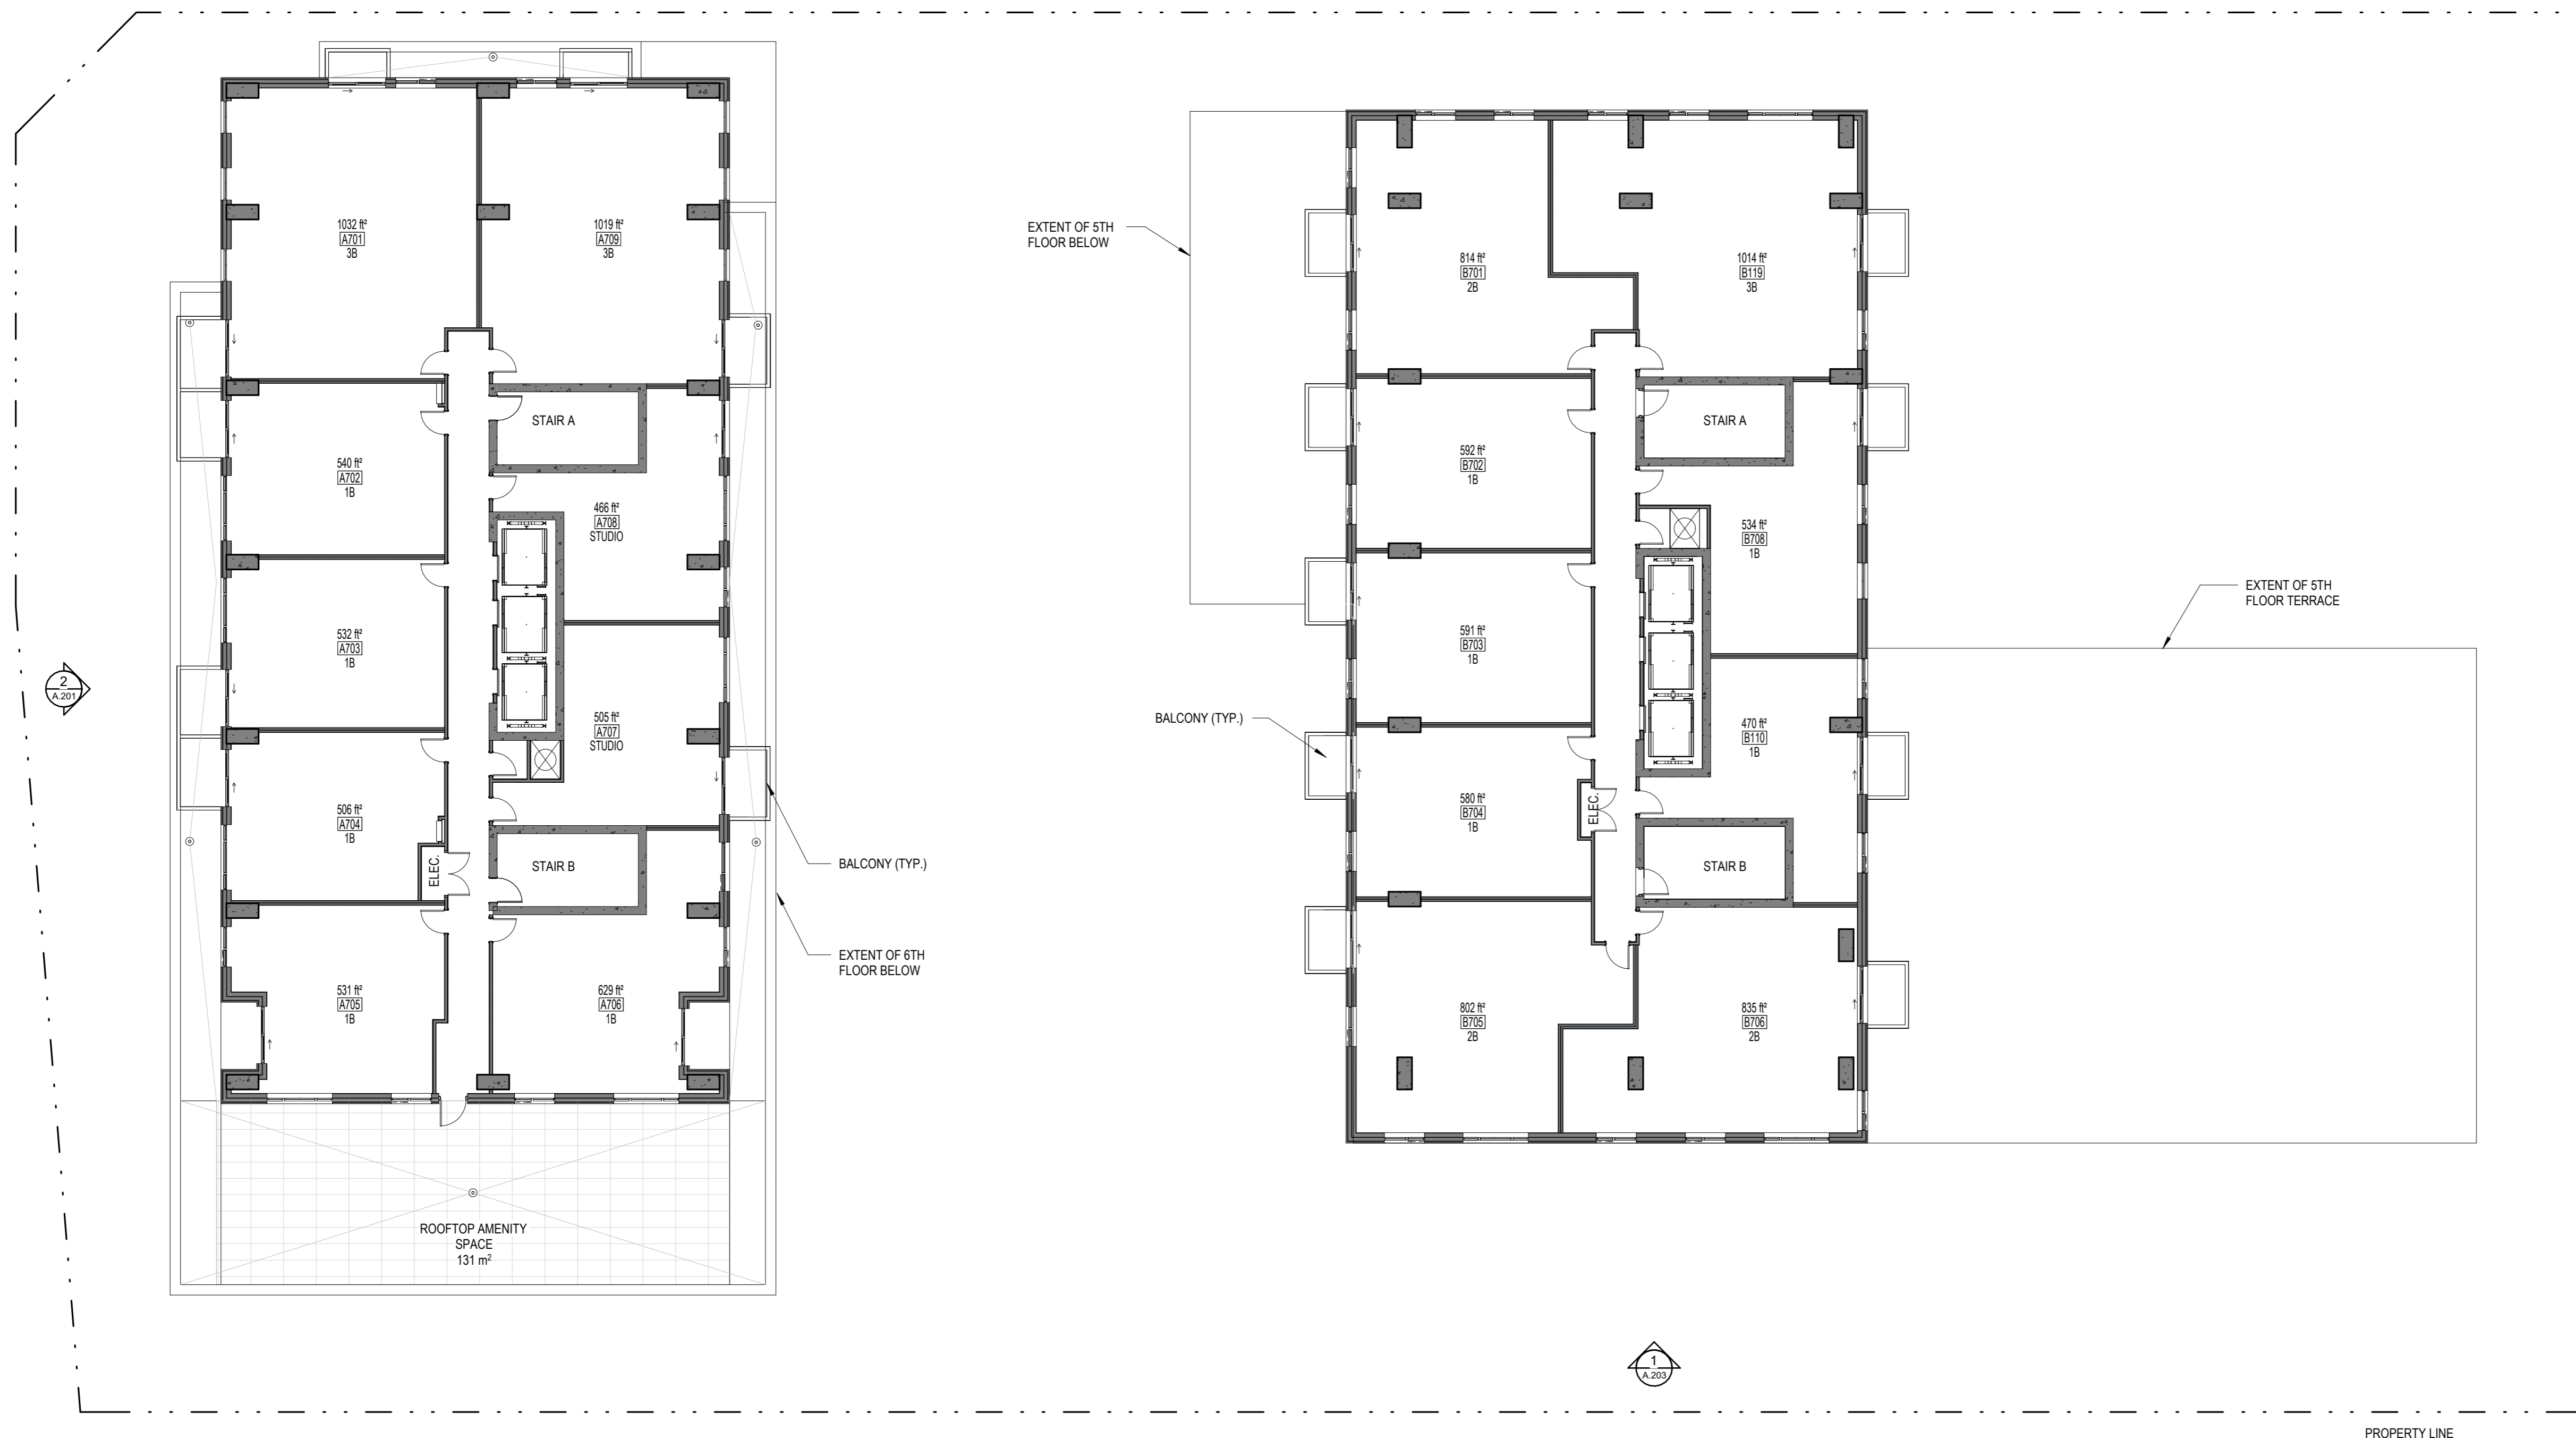 1032 ft²
A701
3B
1019 ft²
A709
3B
540 ft²
A702
1B
STAIR A
466 ft²
A708
STUDIO
532 ft²
A703
1B
505 ft²
A707
STUDIO
506 ft²
A704
1B
ELEC.
STAIR B
531 ft²
A705
1B
629 ft²
A706
1B
BALCONY (TYP.)
EXTENT OF 6TH
FLOOR BELOW
ROOFTOP AMENITY
SPACE
131 m²
2
A.201
EXTENT OF 5TH
FLOOR BELOW
814 ft²
B701
2B
1014 ft²
B119
3B
592 ft²
B702
1B
STAIR A
534 ft²
B708
1B
591 ft²
B703
1B
BALCONY (TYP.)
470 ft²
B110
1B
580 ft²
B704
1B
ELEC.
STAIR B
802 ft²
B705
2B
835 ft²
B706
2B
EXTENT OF 5TH
FLOOR TERRACE
1
A.203
PROPERTY LINE